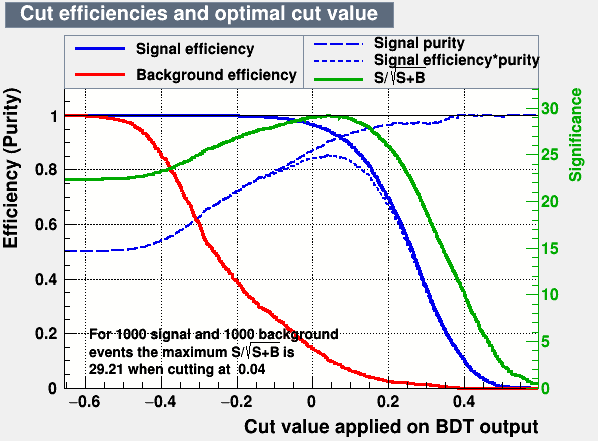 Cut efficiencies and optimal cut value
Signal efficiency
Background efficiency
Signal purity
Signal efficiency*purity
S/√S+B
Efficiency (Purity)
1
0.8
0.6
0.4
0.2
0
30
25
20
15
10
5
0
Significance
For 1000 signal and 1000 background
events the maximum S/√S+B is
29.21 when cutting at 0.04
−0.6 −0.4 −0.2 0 0.2 0.4
Cut value applied on BDT output